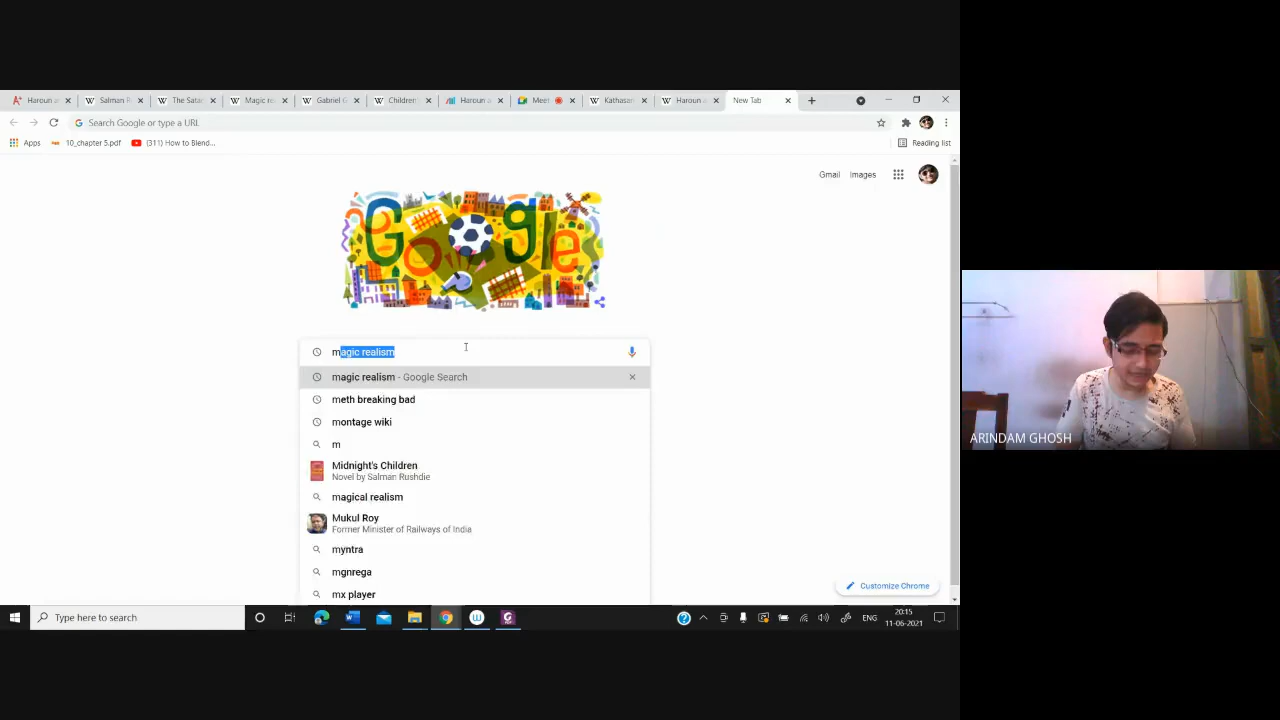 Haroun a
Salman R
The Satan
Magic re
Gabriel G
Children
Haroun a
Meet
Kathasari
Haroun a
New Tab
Search Google or type a URL
Apps
10_chapter 5.pdf
(311) How to Blend...
Reading list
Gmail
Images
Google
magic realism
magic realism - Google Search
meth breaking bad
montage wiki
m
Midnight's Children
Novel by Salman Rushdie
magical realism
Mukul Roy
Former Minister of Railways of India
myntra
mgnrega
mx player
Customize Chrome
ARINDAM GHOSH
Type here to search
ENG
20:15
11-06-2021